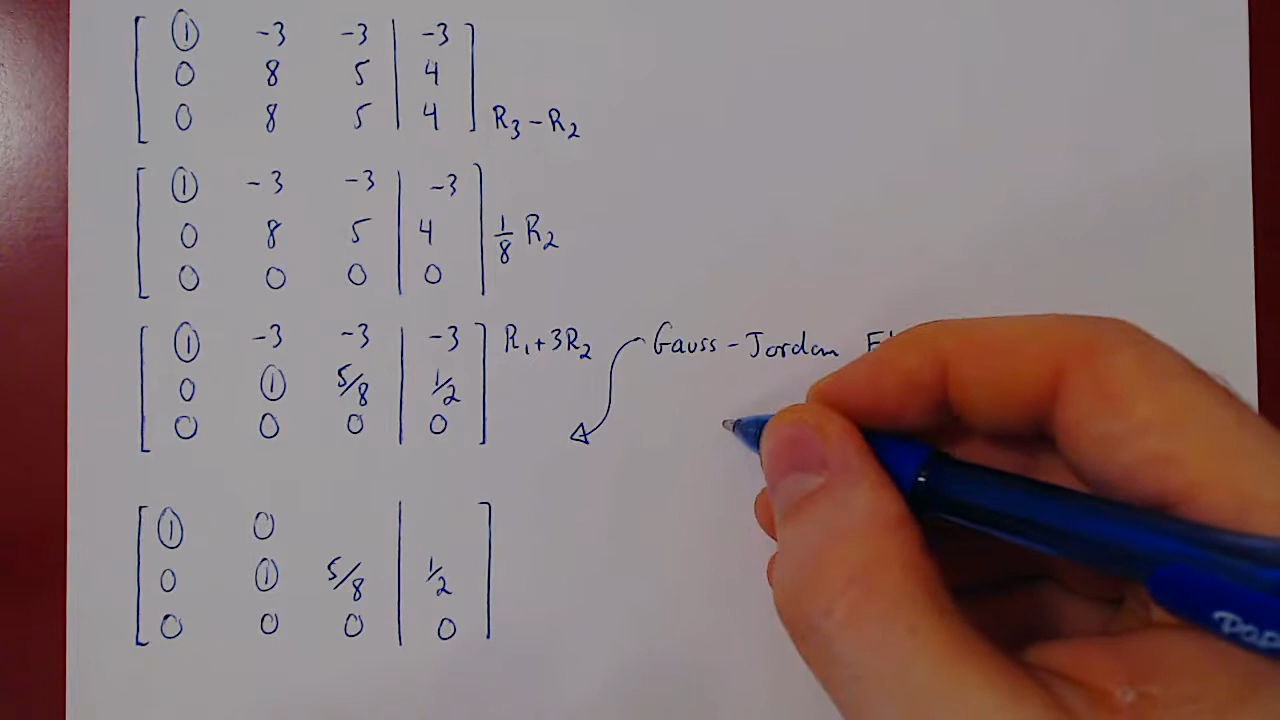 1 -3 -3 -3
0 8 5 4
0 8 5 4 R3 - R2
1 -3 -3 -3
0 8 5 4 1/8 R2
0 0 0 0
1 -3 -3 -3 R1 + 3R2 Gauss - Jordan
0 1 5/8 1/2
0 0 0 0
1 0
0 1 5/8 1/2
0 0 0 0